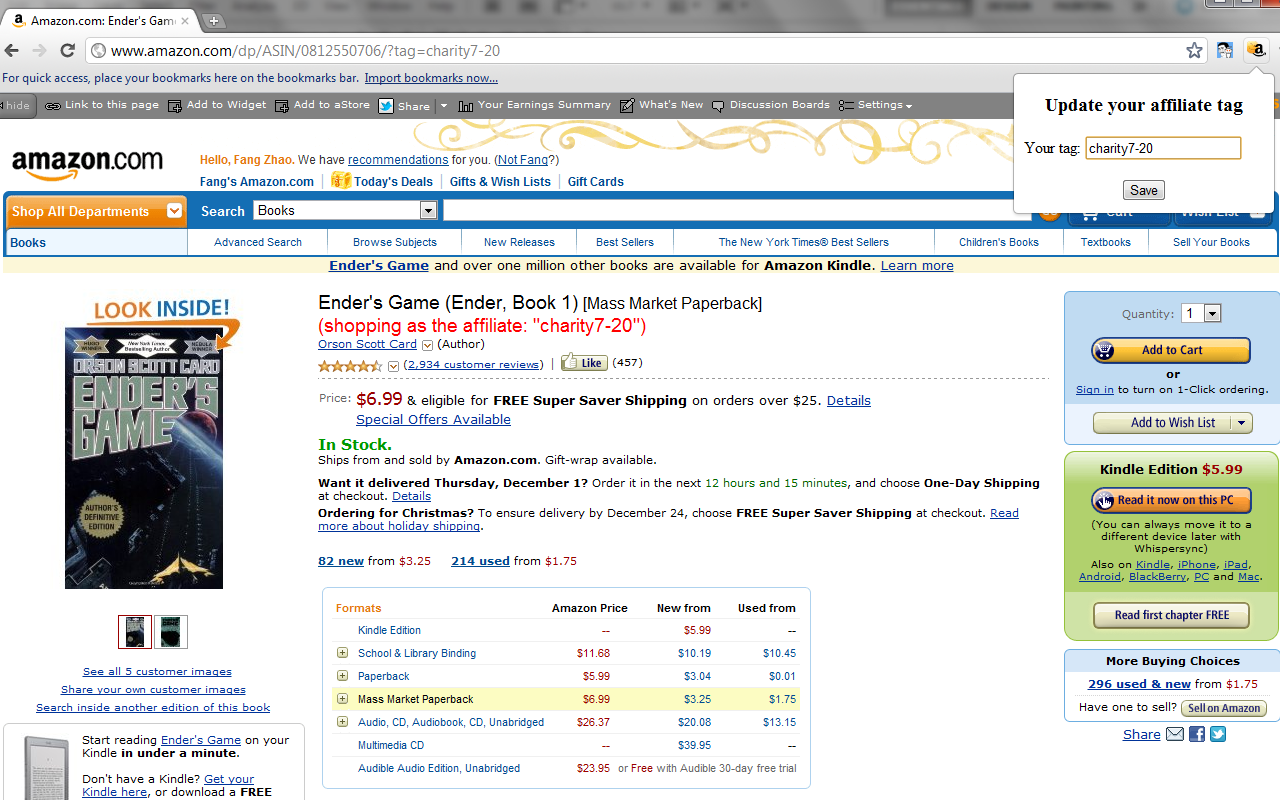 Amazon.com: Ender's Gam
www.amazon.com/dp/ASIN/0812550706/?tag=charity7-20
For quick access, place your bookmarks here on the bookmarks bar. Import bookmarks now...
hide Link to this page Add to Widget Add to aStore Share Your Earnings Summary What's New Discussion Boards Settings
Update your affiliate tag
Your tag: charity7-20
Save
amazon.com
Hello, Fang Zhao. We have recommendations for you. (Not Fang?)
Fang's Amazon.com Today's Deals Gifts & Wish Lists Gift Cards
Shop All Departments Search Books Cart Wish List
Books Advanced Search Browse Subjects New Releases Best Sellers The New York Times® Best Sellers Children's Books Textbooks Sell Your Books
Ender's Game and over one million other books are available for Amazon Kindle. Learn more
LOOK INSIDE!
HUGO WINNER New York Times Bestselling Author NEBULA WINNER
ORSON SCOTT CARD
ENDER'S
GAME
AUTHOR'S
DEFINITIVE
EDITION
See all 5 customer images
Share your own customer images
Search inside another edition of this book
Start reading Ender's Game on your
Kindle in under a minute.
Don't have a Kindle? Get your
Kindle here, or download a FREE
Ender's Game (Ender, Book 1) [Mass Market Paperback]
(shopping as the affiliate: "charity7-20")
Orson Scott Card (Author)
(2,934 customer reviews) | Like (457)
Price: $6.99 & eligible for FREE Super Saver Shipping on orders over $25. Details
Special Offers Available
In Stock.
Ships from and sold by Amazon.com. Gift-wrap available.
Want it delivered Thursday, December 1? Order it in the next 12 hours and 15 minutes, and choose One-Day Shipping
at checkout. Details
Ordering for Christmas? To ensure delivery by December 24, choose FREE Super Saver Shipping at checkout. Read
more about holiday shipping.
82 new from $3.25 214 used from $1.75
Formats Amazon Price New from Used from
Kindle Edition -- $5.99 --
School & Library Binding $11.68 $10.19 $10.45
Paperback $5.99 $3.04 $0.01
Mass Market Paperback $6.99 $3.25 $1.75
Audio, CD, Audiobook, CD, Unabridged $26.37 $20.08 $13.15
Multimedia CD -- $39.95 --
Audible Audio Edition, Unabridged $23.95 or Free with Audible 30-day free trial
Quantity: 1
Add to Cart
or
Sign in to turn on 1-Click ordering.
Add to Wish List
Kindle Edition $5.99
Read it now on this PC
(You can always move it to a
different device later with
Whispersync)
Also on Kindle, iPhone, iPad,
Android, BlackBerry, PC and Mac.
Read first chapter FREE
More Buying Choices
296 used & new from $1.75
Have one to sell? Sell on Amazon
Share